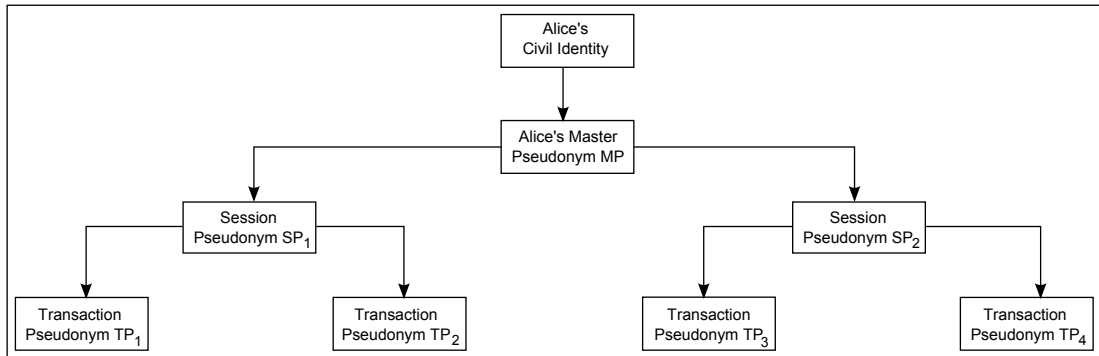 Alice's
Civil Identity
Alice's Master
Pseudonym MP
Session
Pseudonym SP₁
Session
Pseudonym SP₂
Transaction
Pseudonym TP₁
Transaction
Pseudonym TP₂
Transaction
Pseudonym TP₃
Transaction
Pseudonym TP₄